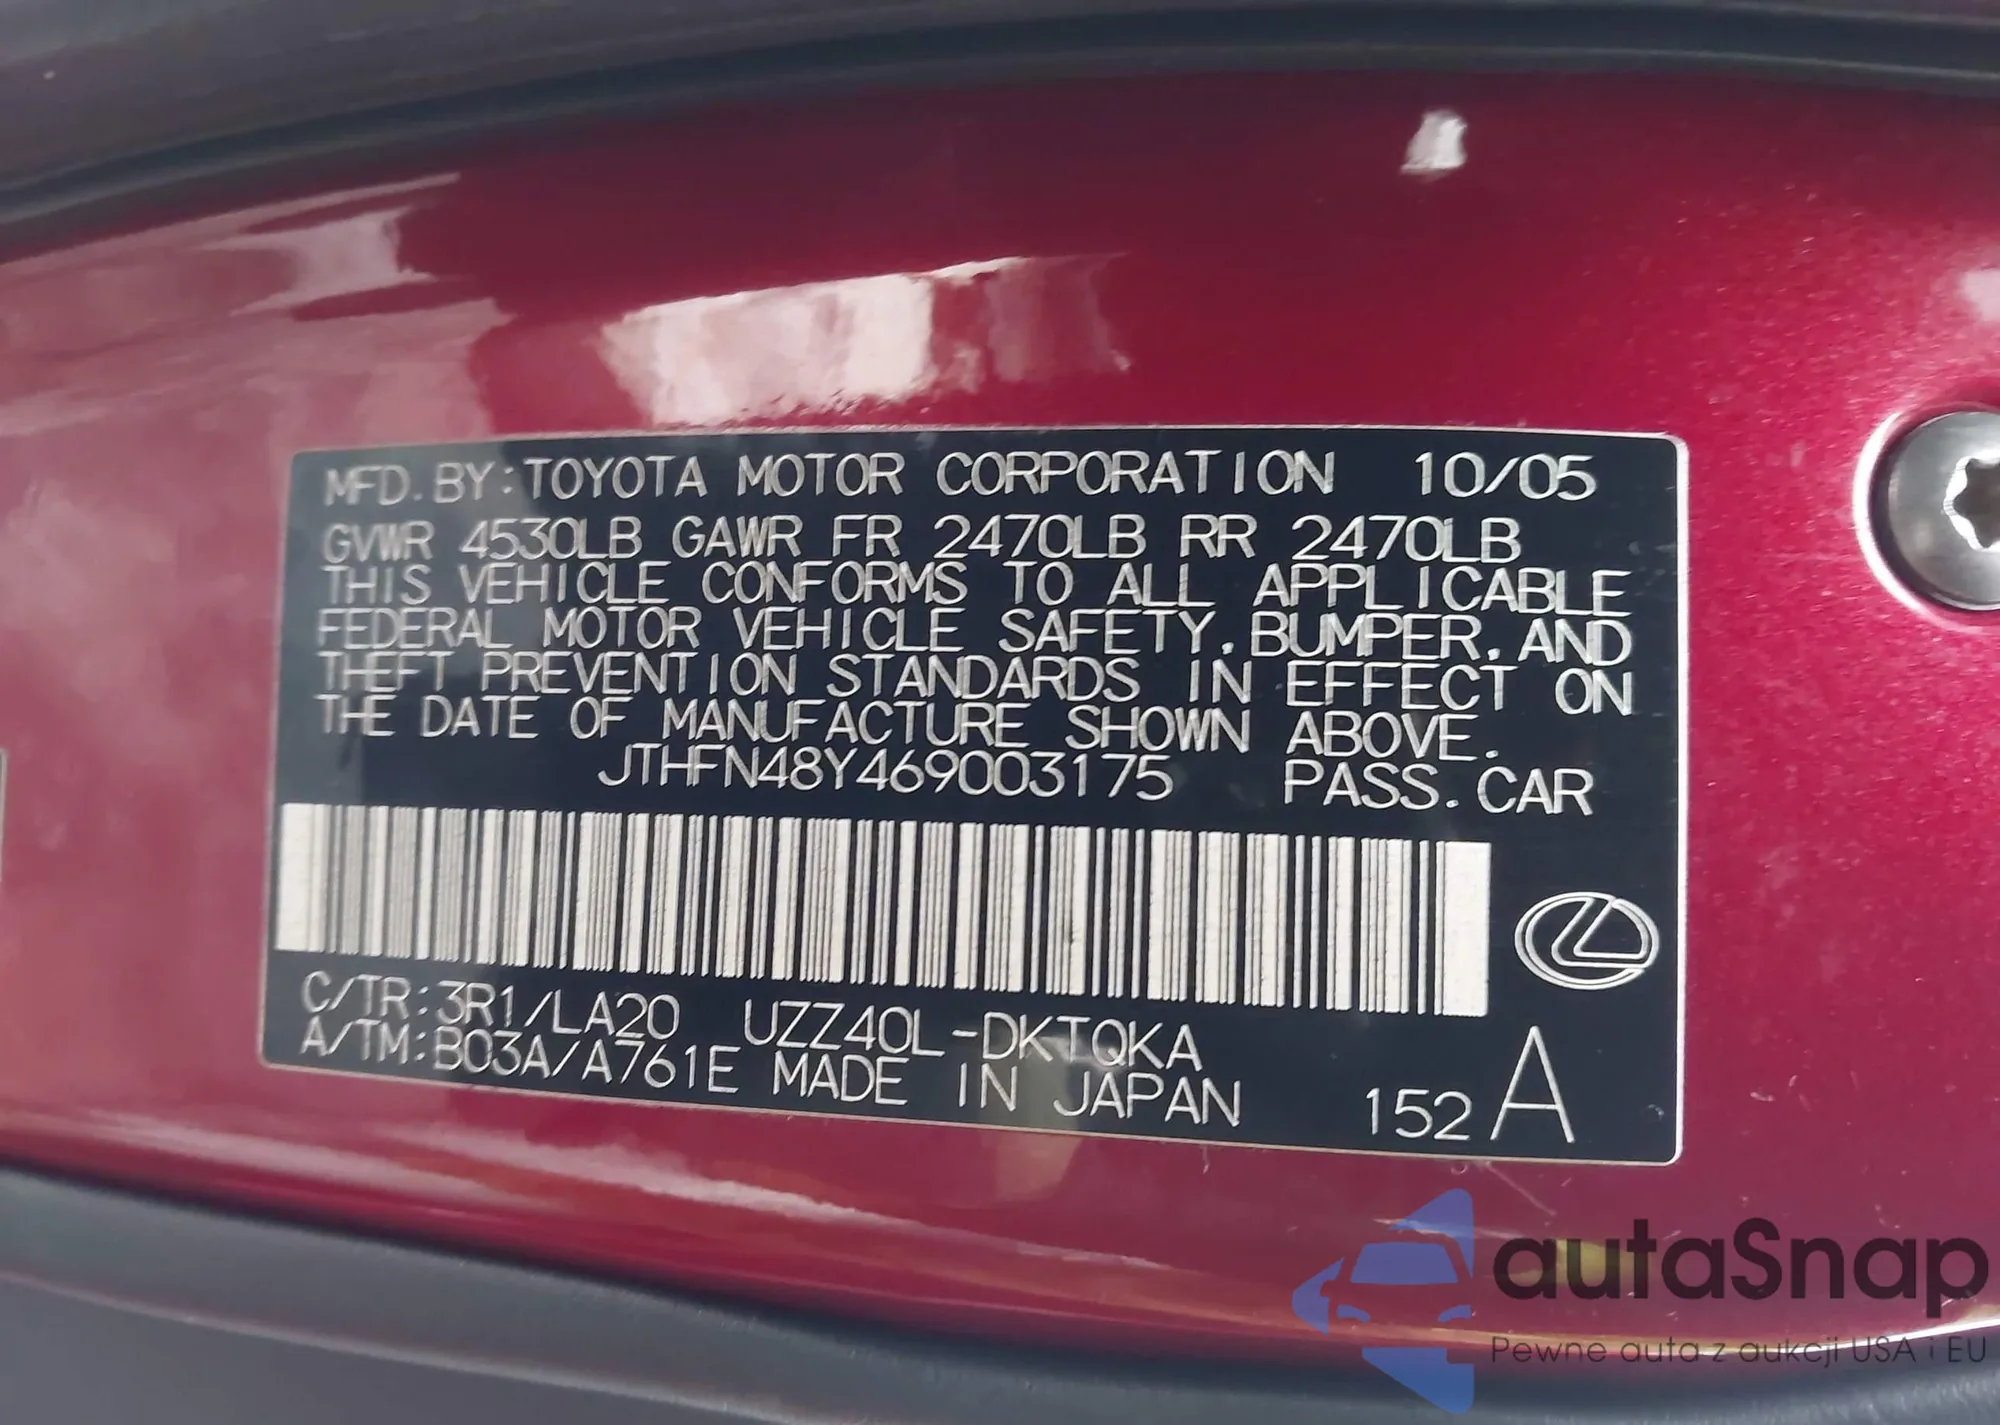 MFD. BY: TOYOTA MOTOR CORPORATION 10/05
GVWR 4530LB GAWR FR 2470LB RR 2470LB
THIS VEHICLE CONFORMS TO ALL APPLICABLE
FEDERAL MOTOR VEHICLE SAFETY, BUMPER, AND
THEFT PREVENTION STANDARDS IN EFFECT ON
THE DATE OF MANUFACTURE SHOWN ABOVE.
JTHFN48Y469003175 PASS. CAR
C/TR: 3R1/LA20 UZZ40L-DKTQKA
A/TM: B03A/A761E MADE IN JAPAN
152 A
autaSnap
Pewne auta z aukcji USA i EU